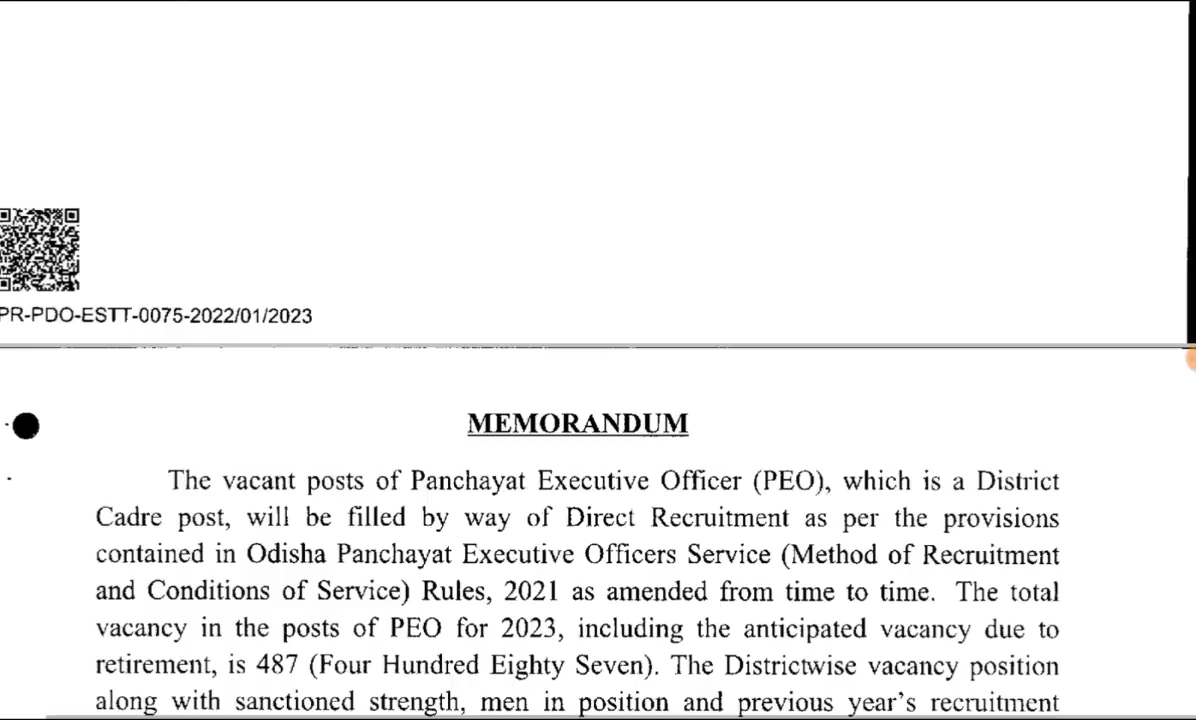 PR-PDO-ESTT-0075-2022/01/2023
MEMORANDUM
The vacant posts of Panchayat Executive Officer (PEO), which is a District
Cadre post, will be filled by way of Direct Recruitment as per the provisions
contained in Odisha Panchayat Executive Officers Service (Method of Recruitment
and Conditions of Service) Rules, 2021 as amended from time to time. The total
vacancy in the posts of PEO for 2023, including the anticipated vacancy due to
retirement, is 487 (Four Hundred Eighty Seven). The Districtwise vacancy position
along with sanctioned strength, men in position and previous year's recruitment